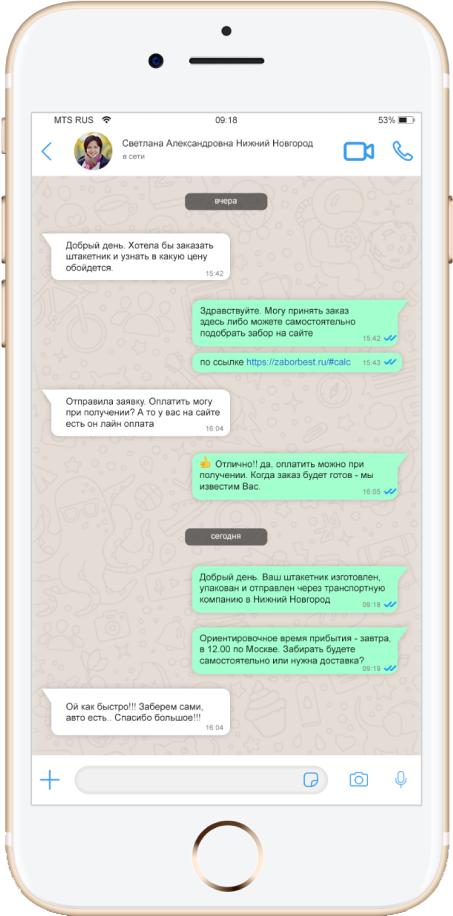 MTS RUS 09:18 53%
Светлана Александровна Нижний Новгород
в сети
вчера
Добрый день. Хотела бы заказать
штакетник и узнать в какую цену
обойдется.
15:42
Здравствуйте. Могу принять заказ
здесь либо можете самостоятельно
подобрать забор на сайте
15:42
по ссылке https://zaborbest.ru/#calc 15:43
Отправила заявку. Оплатить могу
при получении? А то у вас на сайте
есть он лайн оплата
16:04
👍 Отлично!! да, оплатить можно при
получении. Когда заказ будет готов - мы
известим Вас.
16:05
сегодня
Добрый день. Ваш штакетник изготовлен,
упакован и отправлен через транспортную
компанию в Нижний Новгород
09:18
Ориентировочное время прибытия - завтра,
в 12.00 по Москве. Забирать будете
самостоятельно или нужна доставка?
09:19
Ой как быстро!!! Заберем сами,
авто есть.. Спасибо большое!!!
16:04